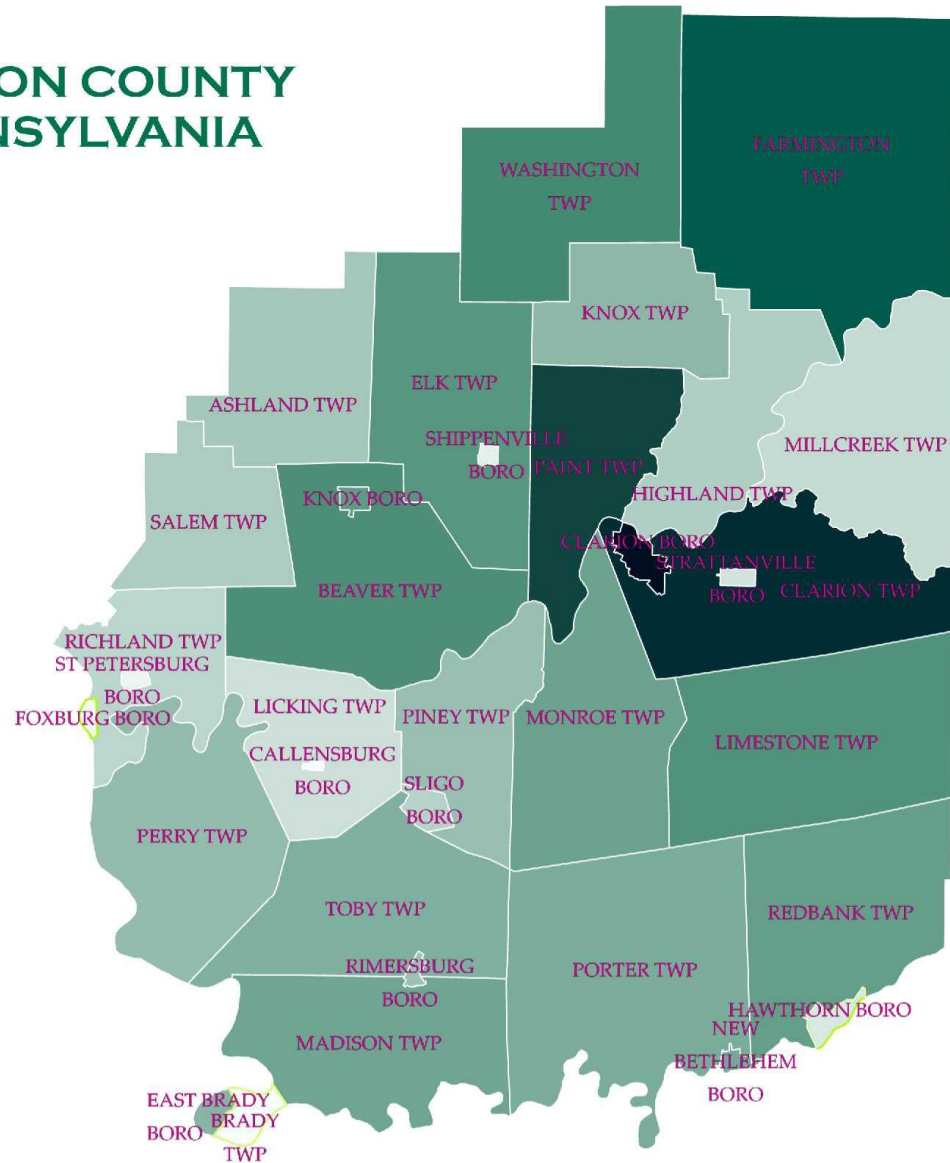 ON COUNTY
NSYLVANIA
WASHINGTON
TWP
FARMINGTON
TWP
KNOX TWP
ELK TWP
ASHLAND TWP
SHIPPENVILLE
BORO
PAINT TWP
MILLCREEK TWP
HIGHLAND TWP
KNOX BORO
SALEM TWP
CLARION BORO
STRATTANVILLE
BORO
CLARION TWP
BEAVER TWP
RICHLAND TWP
ST PETERSBURG
BORO
FOXBURG BORO
LICKING TWP
PINEY TWP
MONROE TWP
LIMESTONE TWP
CALLENSBURG
BORO
SLIGO
BORO
PERRY TWP
TOBY TWP
REDBANK TWP
RIMERSBURG
BORO
PORTER TWP
HAWTHORN BORO
NEW
BETHLEHEM
BORO
MADISON TWP
EAST BRADY
BORO
BRADY
TWP